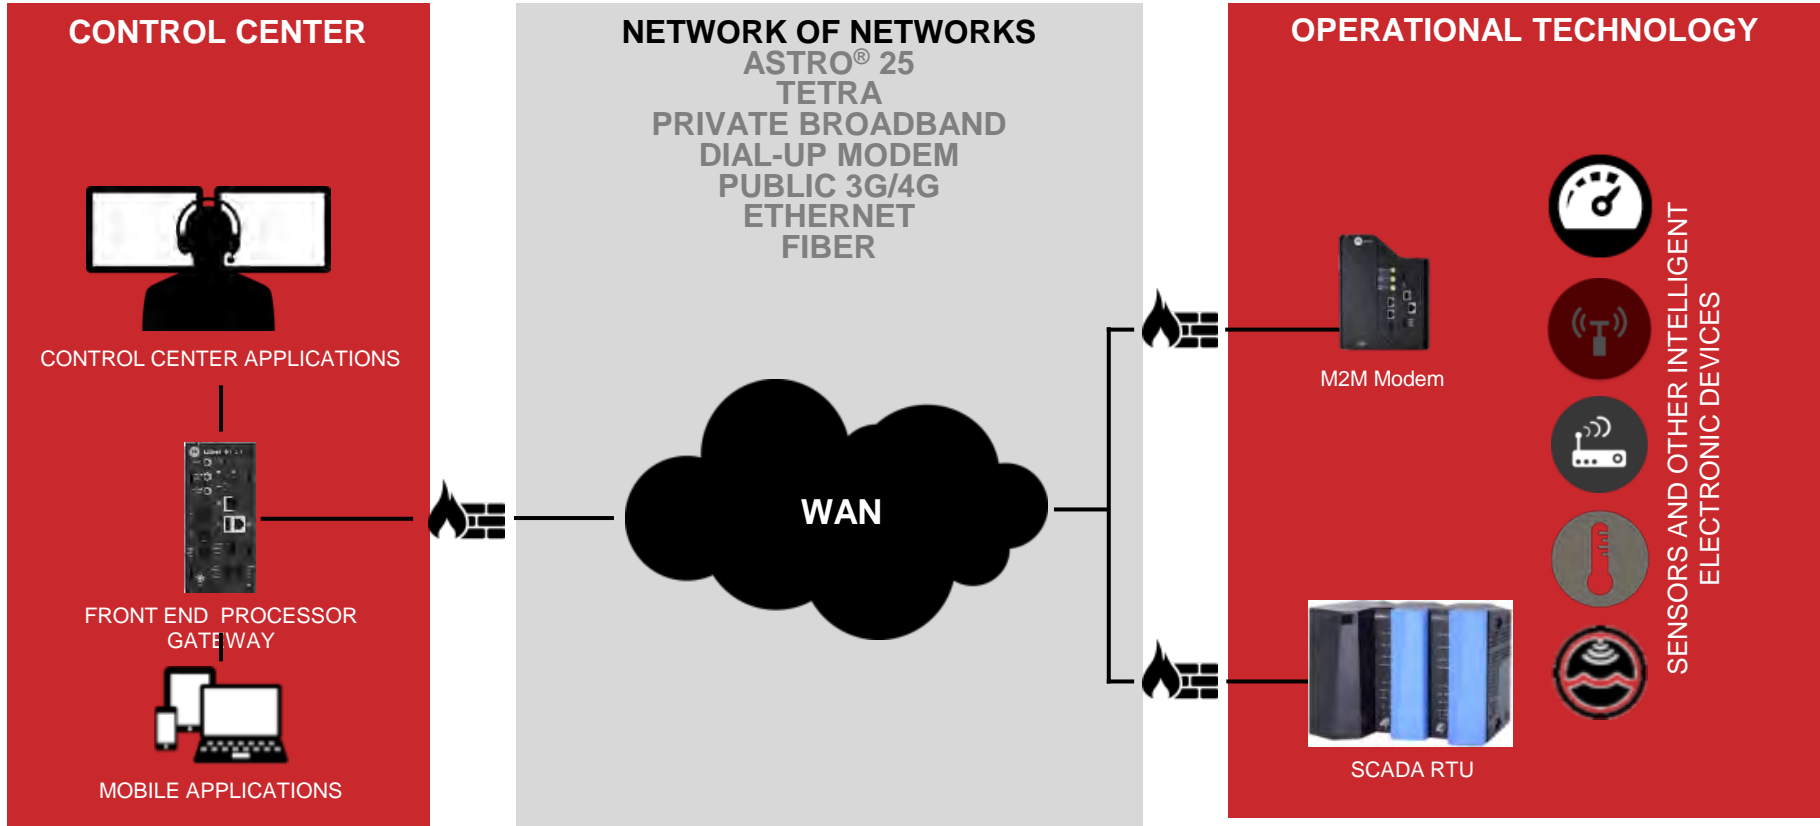 CONTROL CENTER
CONTROL CENTER APPLICATIONS
FRONT END  PROCESSOR
GATEWAY
MOBILE APPLICATIONS
NETWORK OF NETWORKS
ASTRO® 25
TETRA
PRIVATE BROADBAND
DIAL-UP MODEM
PUBLIC 3G/4G
ETHERNET
FIBER
WAN
OPERATIONAL TECHNOLOGY
M2M Modem
SCADA RTU
SENSORS AND OTHER INTELLIGENT
ELECTRONIC DEVICES